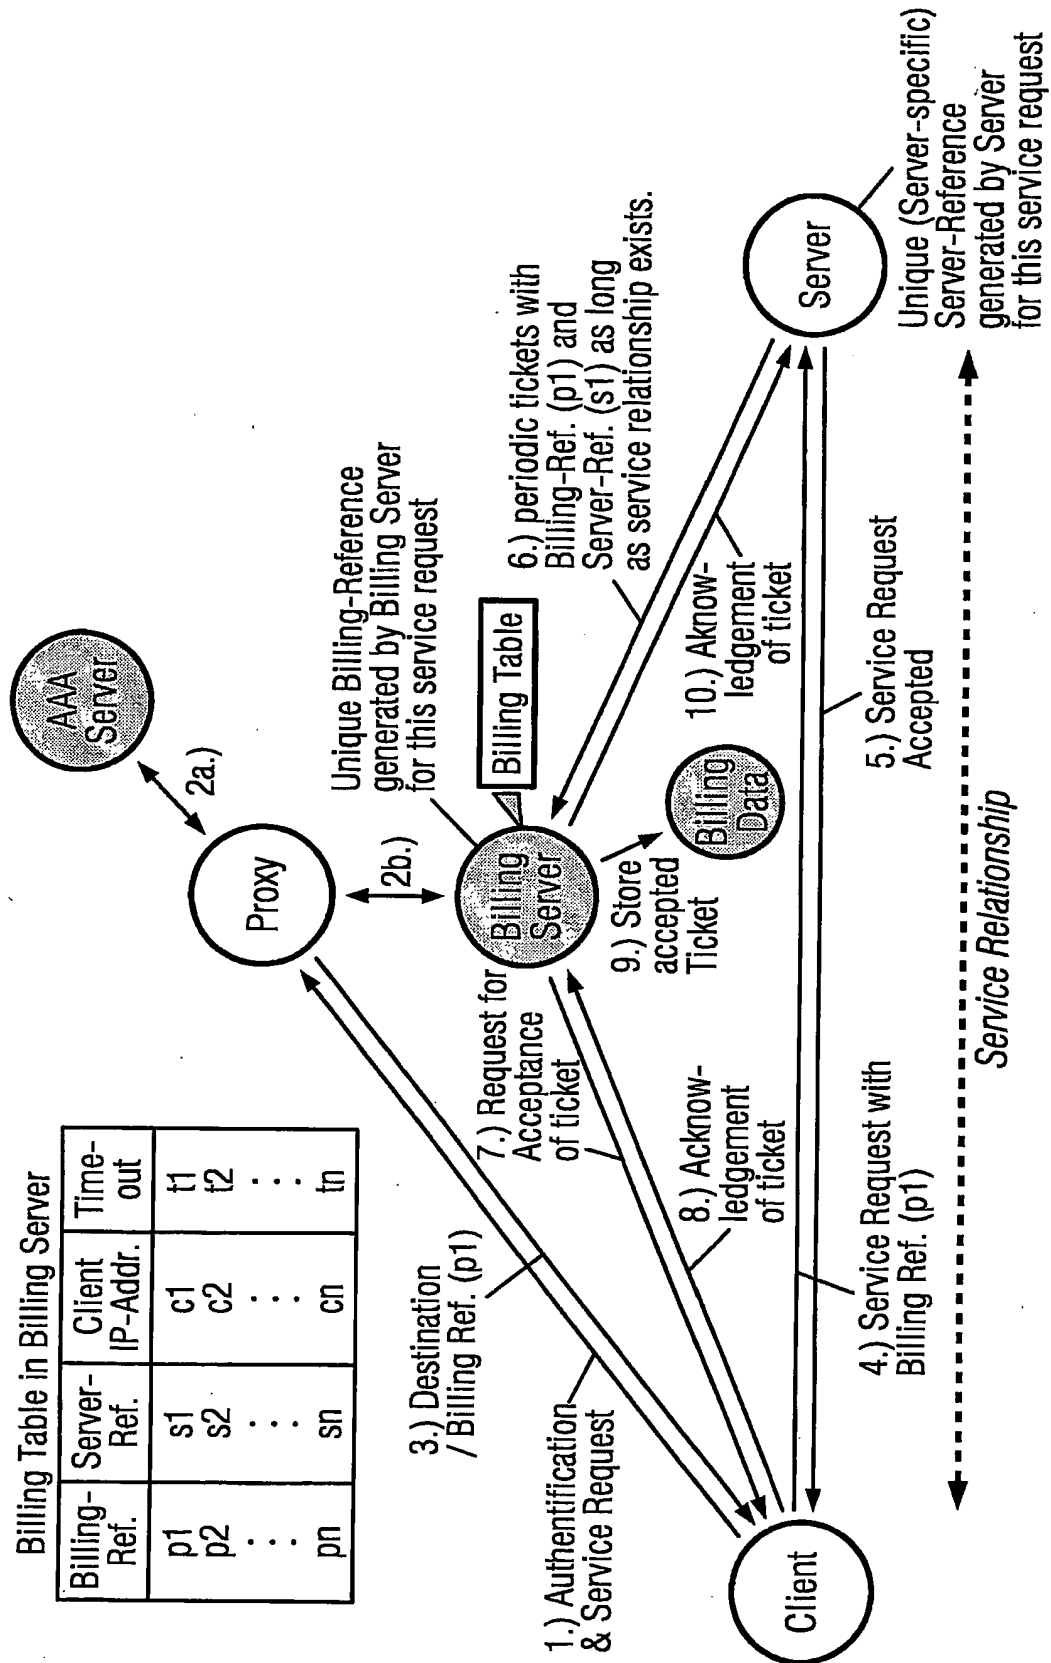 Billing Table in Billing Server
Billing-
Ref.
Server-
Ref.
Client
IP-Addr.
Time-
out
p1 s1 c1 t1
p2 s2 c2 t2
⋮ ⋮ ⋮ ⋮
pn sn cn tn
AAA
Server
2a.)
Proxy
2b.)
Unique Billing-Reference
generated by Billing Server
for this service request
Billing Table
Billing
Server
1.) Authentification
& Service Request
3.) Destination
/ Billing Ref. (p1)
7.) Request for
Acceptance
of ticket
8.) Acknow-
ledgement
of ticket
9.) Store
accepted
Ticket
Billing
Data
6.) periodic tickets with
Billing-Ref. (p1) and
Server-Ref. (s1) as long
as service relationship exists.
10.) Aknow-
ledgement
of ticket
Client
Server
4.) Service Request with
Billing Ref. (p1)
5.) Service Request
Accepted
Unique (Server-specific)
Server-Reference
generated by Server
for this service request
Service Relationship